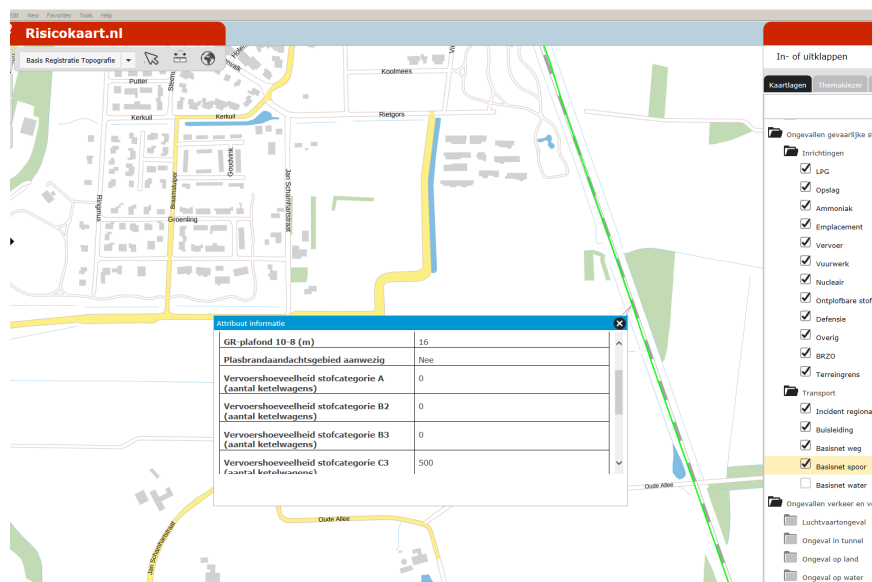 Edit View Favorites Tools Help
Risicokaart.nl
Basis Registratie Topografie
In- of uitklappen
Kaartlagen Themakiezer
Putter
Koolmees
Kerkuil
Kerkuil
Rietgors
Goudvink
Jan Scharnhanstraat
Ringmus
Braamsluiper
Groenling
Attribuut informatie
GR-plafond 10-8 (m) 16
Plasbrandaandachtsgebied aanwezig Nee
Vervoershoeveelheid stofcategorie A 0
(aantal ketelwagens)
Vervoershoeveelheid stofcategorie B2 0
(aantal ketelwagens)
Vervoershoeveelheid stofcategorie B3 0
(aantal ketelwagens)
Vervoershoeveelheid stofcategorie C3 500
(aantal ketelwagens)
Oude Allee
Oude Allee
Jan Scharnhanstraat
Ongevallen gevaarlijke st
Inrichtingen
LPG
Opslag
Ammoniak
Emplacement
Vervoer
Vuurwerk
Nucleair
Ontplofbare stof
Defensie
Overig
BRZO
Terreingrens
Transport
Incident regiona
Buisleiding
Basisnet weg
Basisnet spoor
Basisnet water
Ongevallen verkeer en ve
Luchtvaartongeval
Ongeval in tunnel
Ongeval op land
Ongeval op water